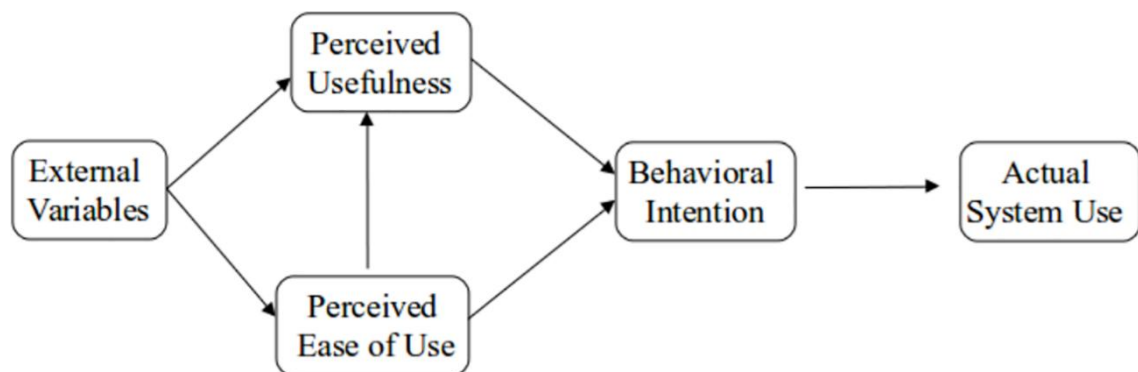 Perceived
Usefulness
External
Variables
Behavioral
Intention
Actual
System Use
Perceived
Ease of Use